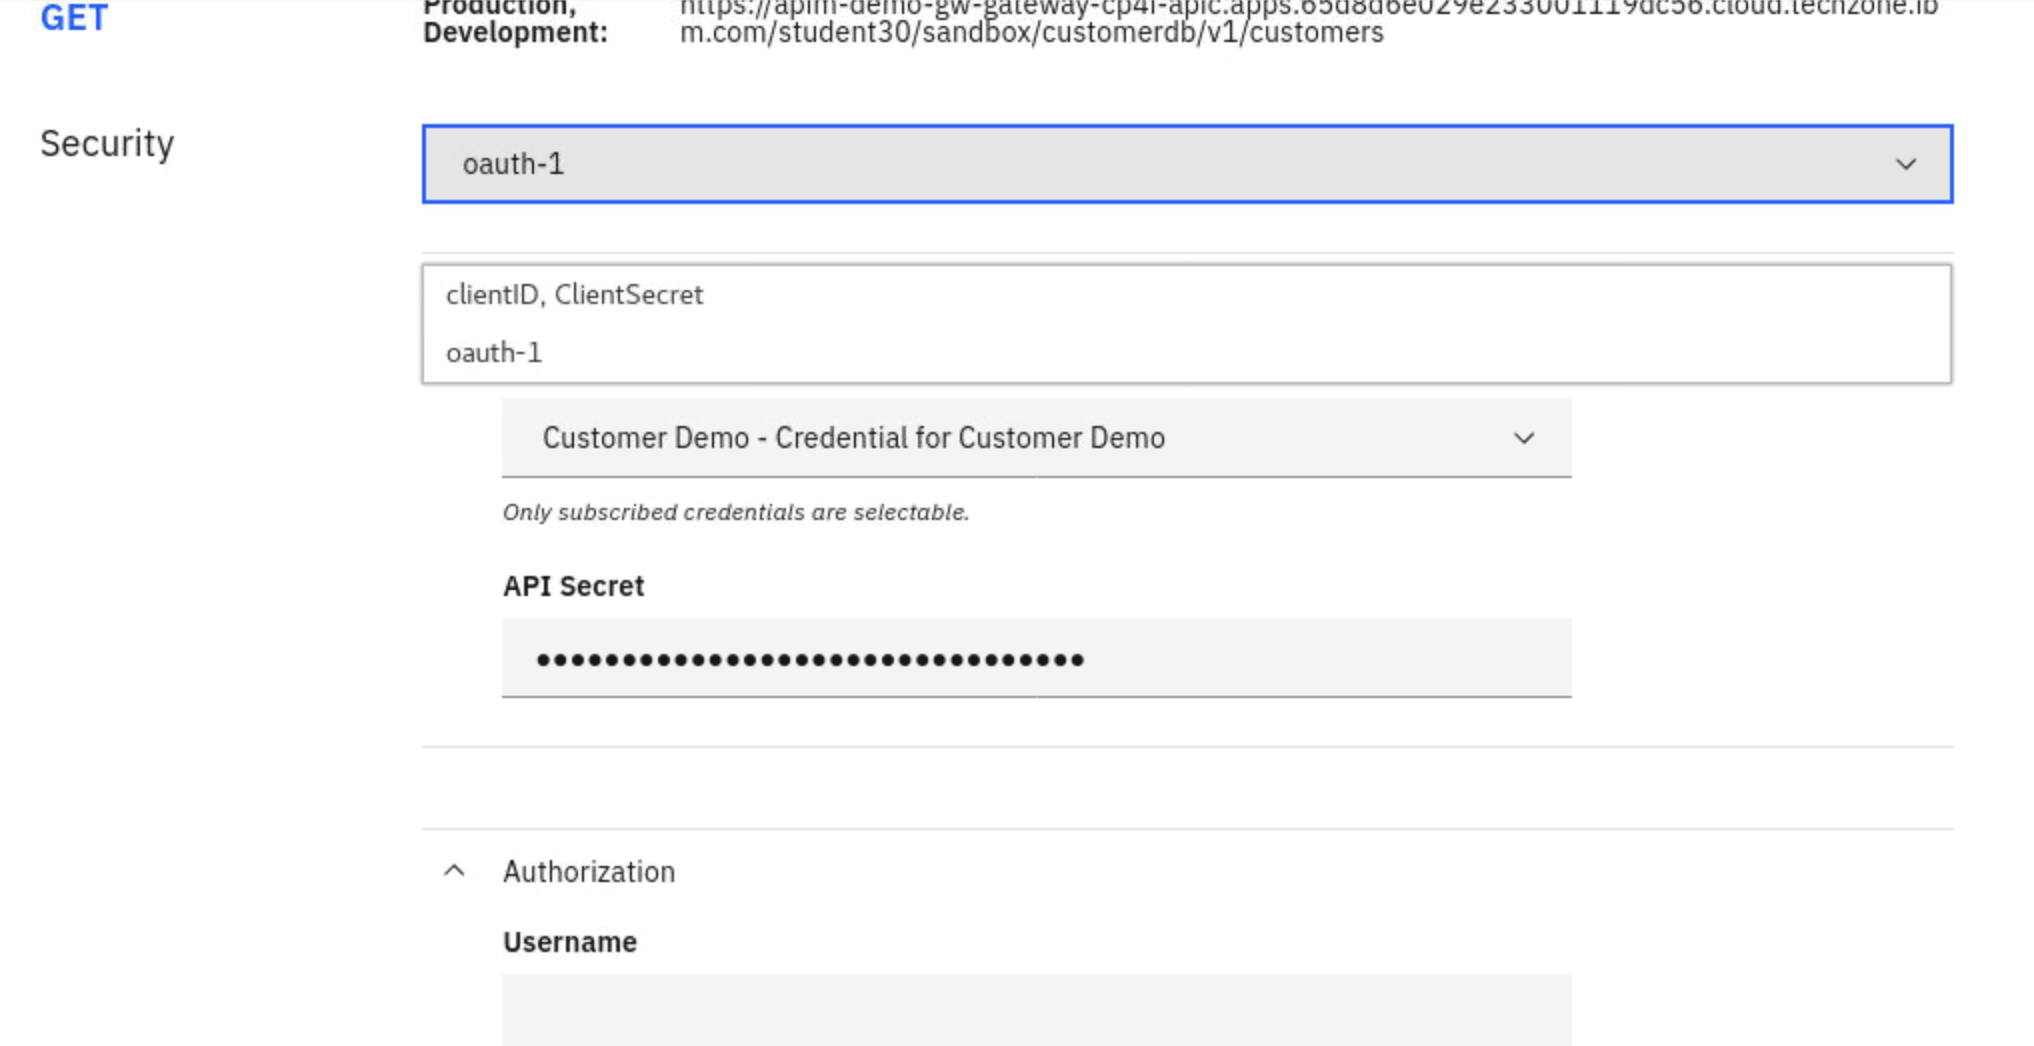 GET
Production,
https://apim-demo-gw-gateway-cp4i-apic.apps.65d8d6e029e233001119dc56.cloud.techzone.ib
Development:
m.com/student30/sandbox/customerdb/v1/customers
Security
oauth-1
clientID, ClientSecret
oauth-1
Customer Demo - Credential for Customer Demo
Only subscribed credentials are selectable.
API Secret
••••••••••••••••••••••••••••••••
Authorization
Username